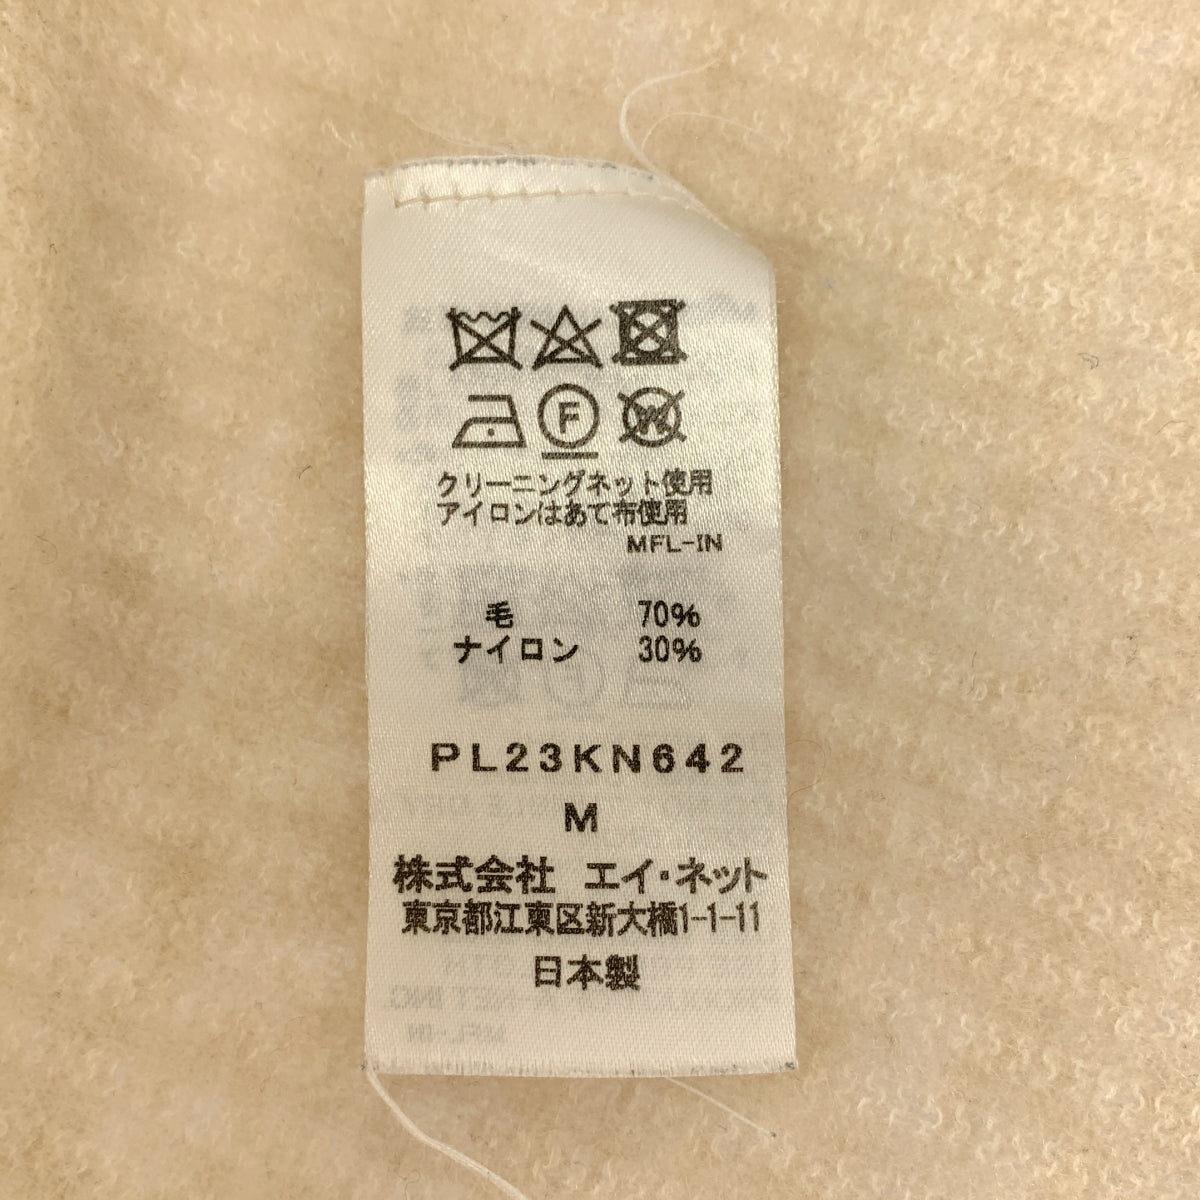 F W
クリーニングネット使用
アイロンはあて布使用
MFL-IN
毛 70%
ナイロン 30%
PL23KN642
M
株式会社 エイ・ネット
東京都江東区新大橋1-1-11
日本製